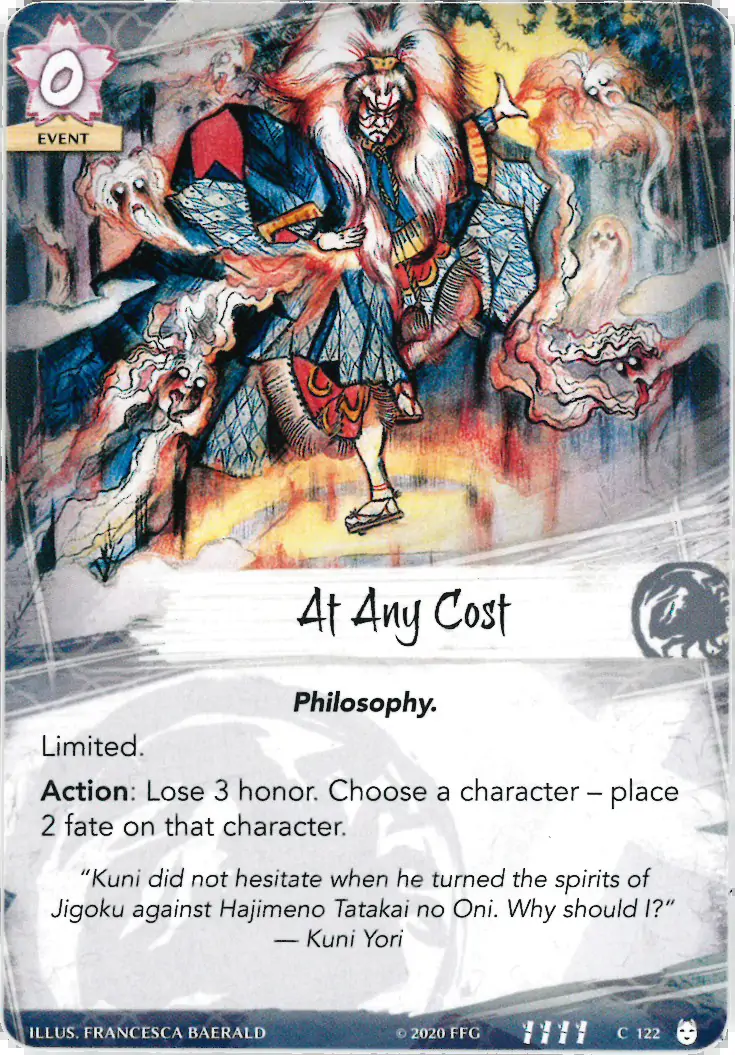 0
EVENT
At Any Cost
Philosophy.
Limited.
Action: Lose 3 honor. Choose a character – place
2 fate on that character.
“Kuni did not hesitate when he turned the spirits of
Jigoku against Hajimeno Tatakai no Oni. Why should I?”
— Kuni Yori
ILLUS. FRANCESCA BAERALD © 2020 FFG C 122